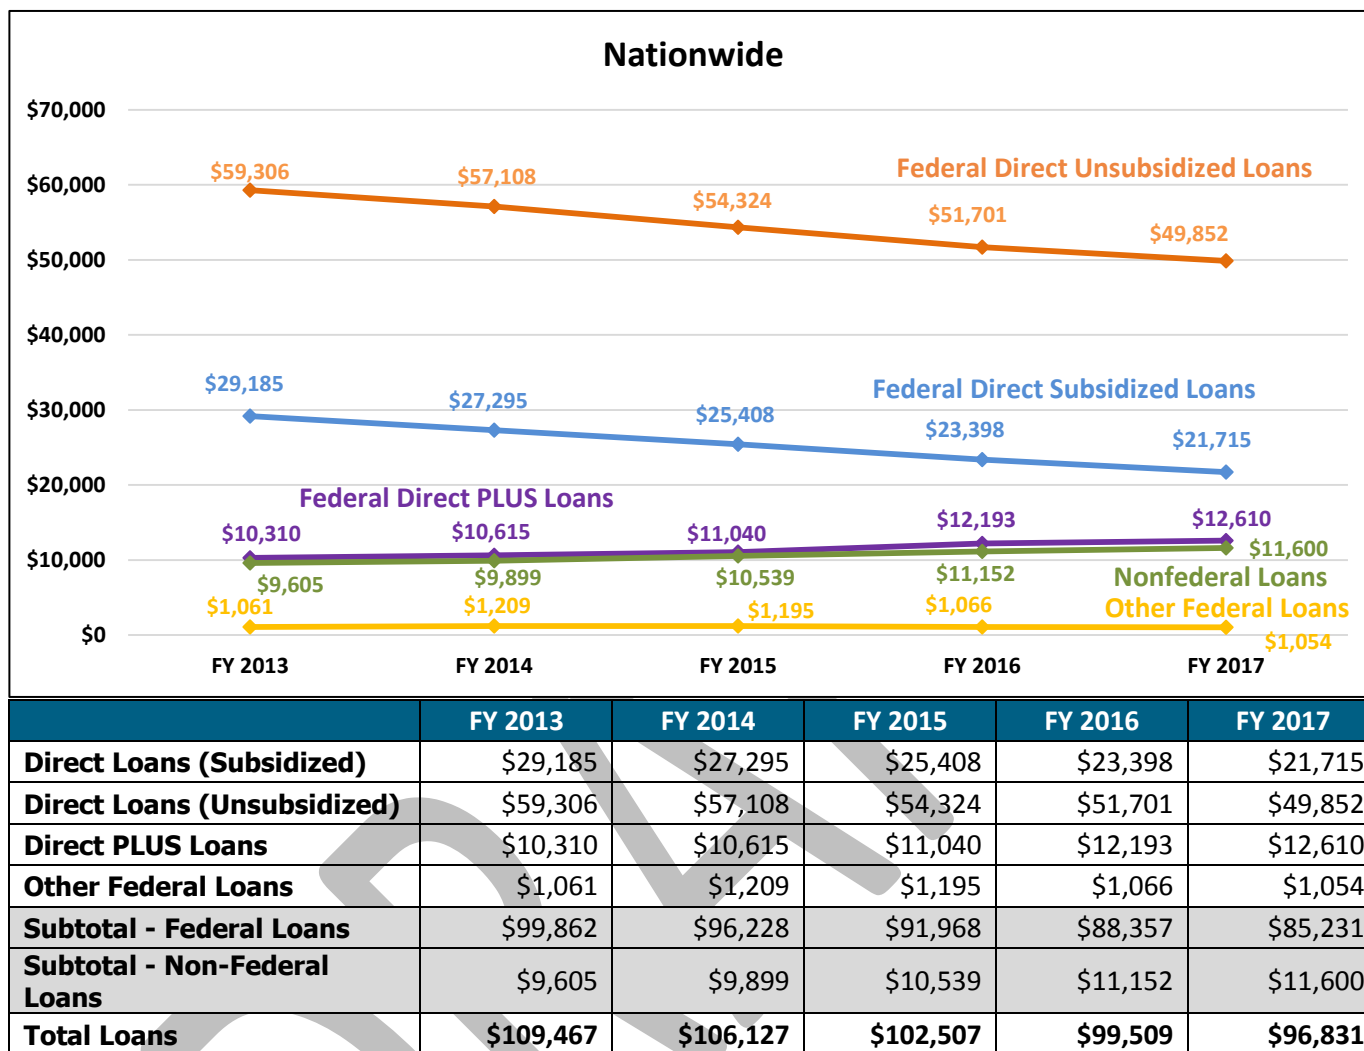 Nationwide
$70,000
$60,000
$50,000
$40,000
$30,000
$20,000
$10,000
$0
$59,306
$57,108
$54,324
$51,701
$49,852
Federal Direct Unsubsidized Loans
$29,185
$27,295
$25,408
$23,398
$21,715
Federal Direct Subsidized Loans
Federal Direct PLUS Loans
$10,310
$10,615
$11,040
$12,193
$12,610
$9,605
$9,899
$10,539
$11,152
$11,600
Nonfederal Loans
Other Federal Loans
$1,061
$1,209
$1,195
$1,066
$1,054
FY 2013 FY 2014 FY 2015 FY 2016 FY 2017
FY 2013 FY 2014 FY 2015 FY 2016 FY 2017
Direct Loans (Subsidized) $29,185 $27,295 $25,408 $23,398 $21,715
Direct Loans (Unsubsidized) $59,306 $57,108 $54,324 $51,701 $49,852
Direct PLUS Loans $10,310 $10,615 $11,040 $12,193 $12,610
Other Federal Loans $1,061 $1,209 $1,195 $1,066 $1,054
Subtotal - Federal Loans $99,862 $96,228 $91,968 $88,357 $85,231
Subtotal - Non-Federal
Loans $9,605 $9,899 $10,539 $11,152 $11,600
Total Loans $109,467 $106,127 $102,507 $99,509 $96,831